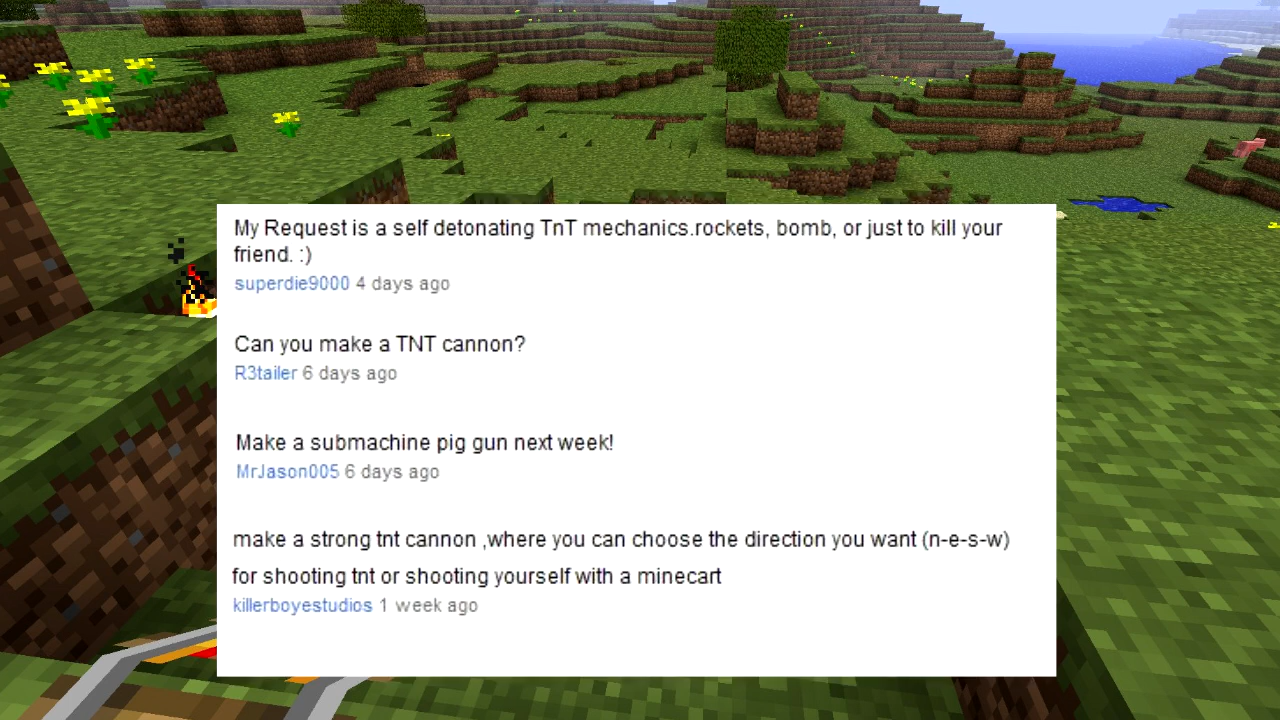 My Request is a self detonating TnT mechanics.rockets, bomb, or just to kill your
friend. :)
superdie9000 4 days ago
Can you make a TNT cannon?
R3tailer 6 days ago
Make a submachine pig gun next week!
MrJason005 6 days ago
make a strong tnt cannon ,where you can choose the direction you want (n-e-s-w)
for shooting tnt or shooting yourself with a minecart
killerboyestudios 1 week ago